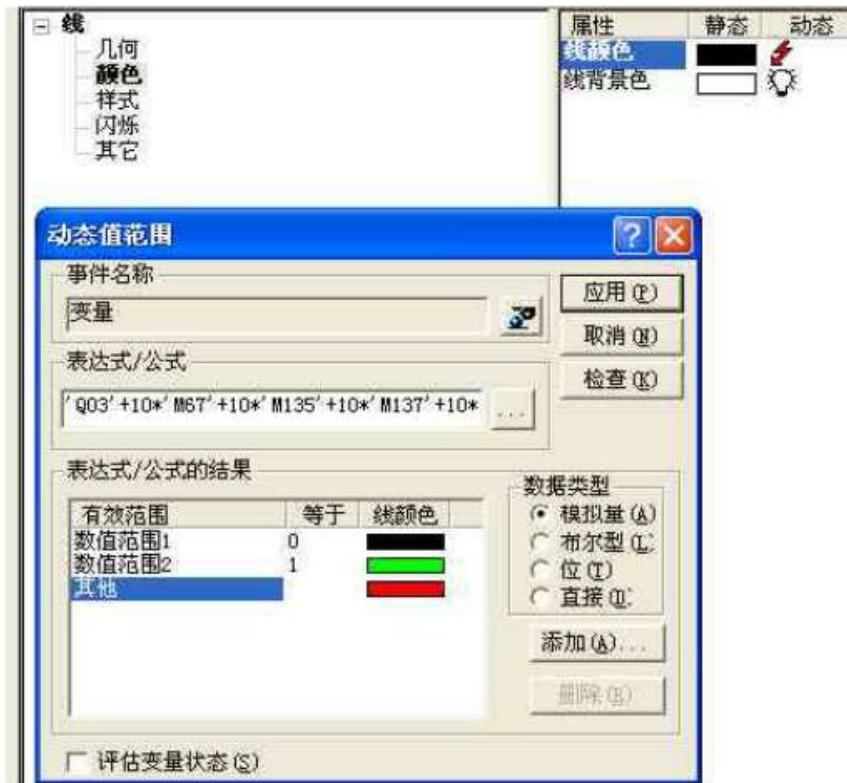 线
几何
颜色
样式
闪烁
其它
属性 静态 动态
线颜色
线背景色
动态值范围
事件名称
变量
应用(P)
取消(N)
检查(K)
表达式/公式
'Q03'+10*'M67'+10*'M135'+10*'M137'+10*
...
表达式/公式的结果
有效范围 等于 线颜色
数值范围1 0
数值范围2 1
其他
数据类型
模拟量(A)
布尔型(L)
位(T)
直接(D)
添加(A)...
删除(R)
评估变量状态(S)